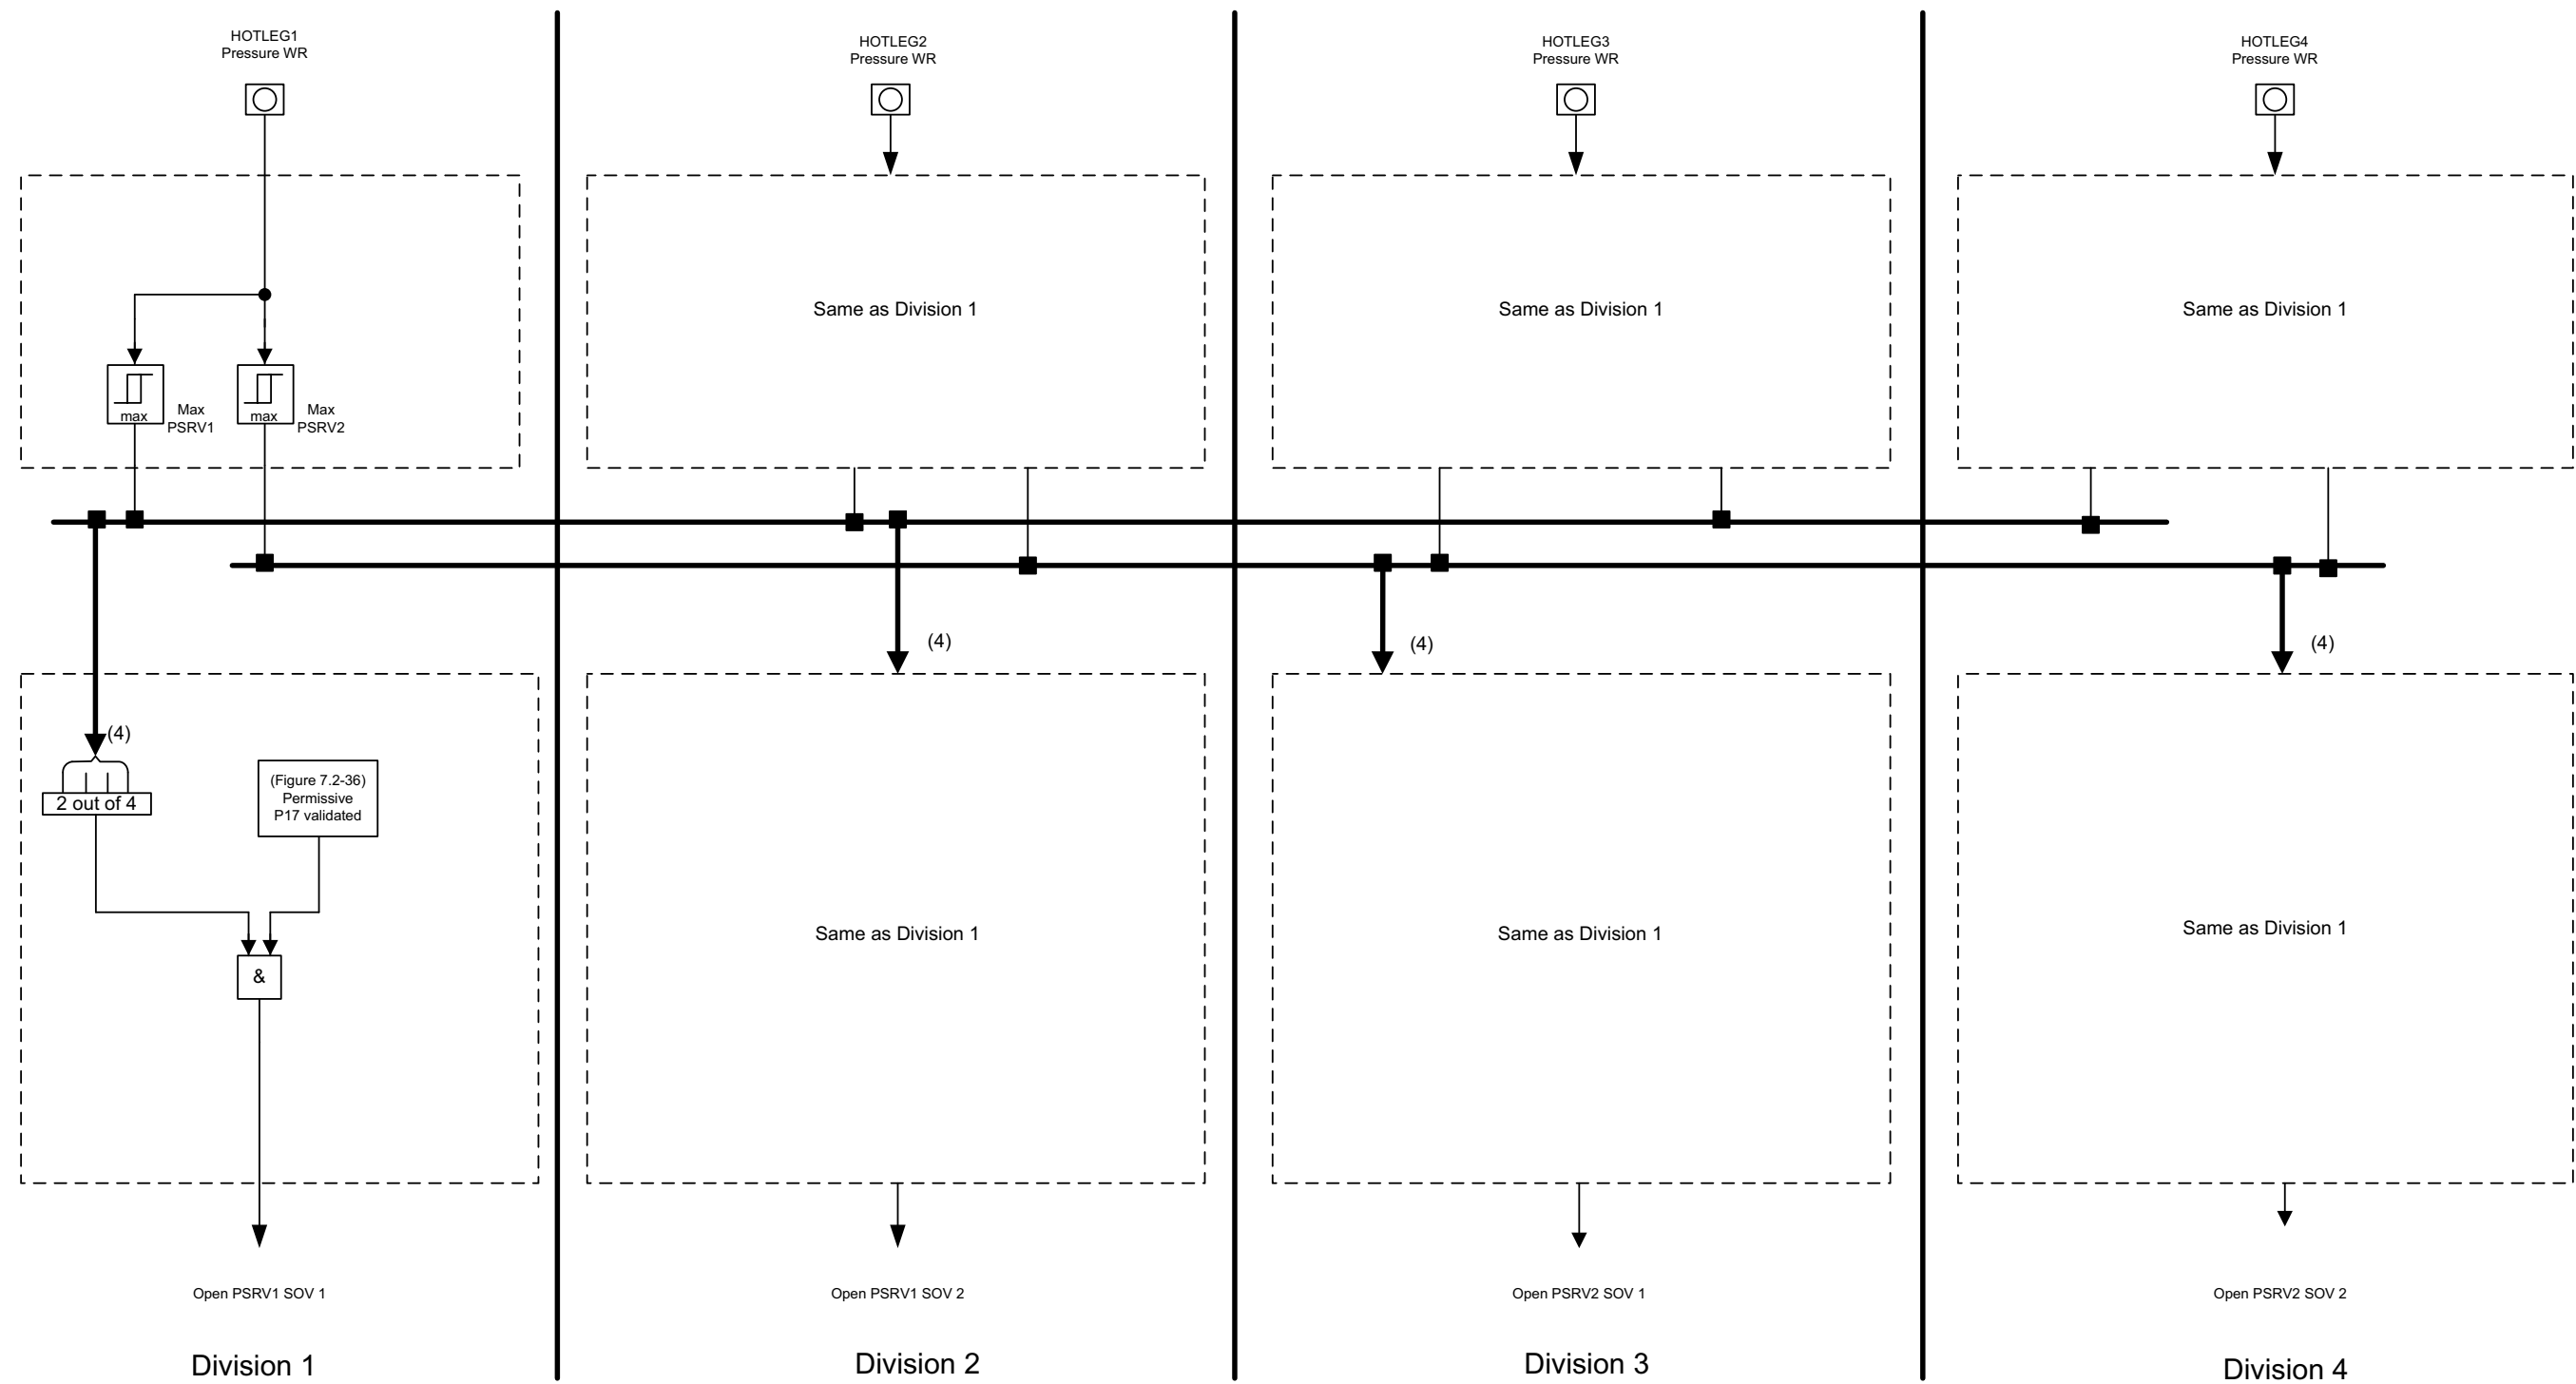 HOTLEG1
Pressure WR
HOTLEG2
Pressure WR
HOTLEG3
Pressure WR
HOTLEG4
Pressure WR
Same as Division 1
Same as Division 1
Same as Division 1
max
Max
PSRV1
max
Max
PSRV2
(4)
(4)
(4)
(4)
2 out of 4
(Figure 7.2-36)
Permissive
P17 validated
&
Same as Division 1
Same as Division 1
Same as Division 1
Open PSRV1 SOV 1
Open PSRV1 SOV 2
Open PSRV2 SOV 1
Open PSRV2 SOV 2
Division 1
Division 2
Division 3
Division 4